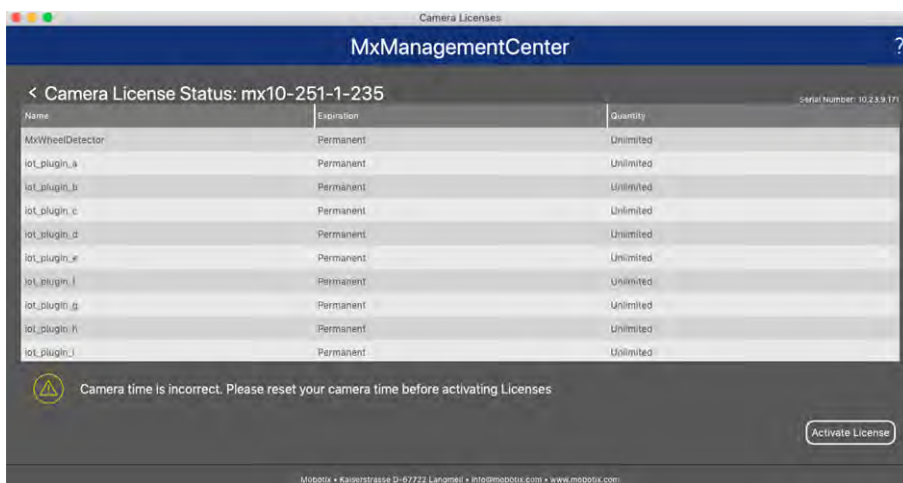 Camera Licenses
MxManagementCenter ?
< Camera License Status: mx10-251-1-235
Serial Number: 10.23.9.171
Name Expiration Quantity
MxWheelDetector Permanent Unlimited
iot_plugin_a Permanent Unlimited
iot_plugin_b Permanent Unlimited
iot_plugin_c Permanent Unlimited
iot_plugin_d Permanent Unlimited
iot_plugin_e Permanent Unlimited
iot_plugin_f Permanent Unlimited
iot_plugin_g Permanent Unlimited
iot_plugin_h Permanent Unlimited
iot_plugin_i Permanent Unlimited
Camera time is incorrect. Please reset your camera time before activating Licenses
Activate License
Mobotix • Kaiserstrasse D-67722 Langmeil • info@mobotix.com • www.mobotix.com